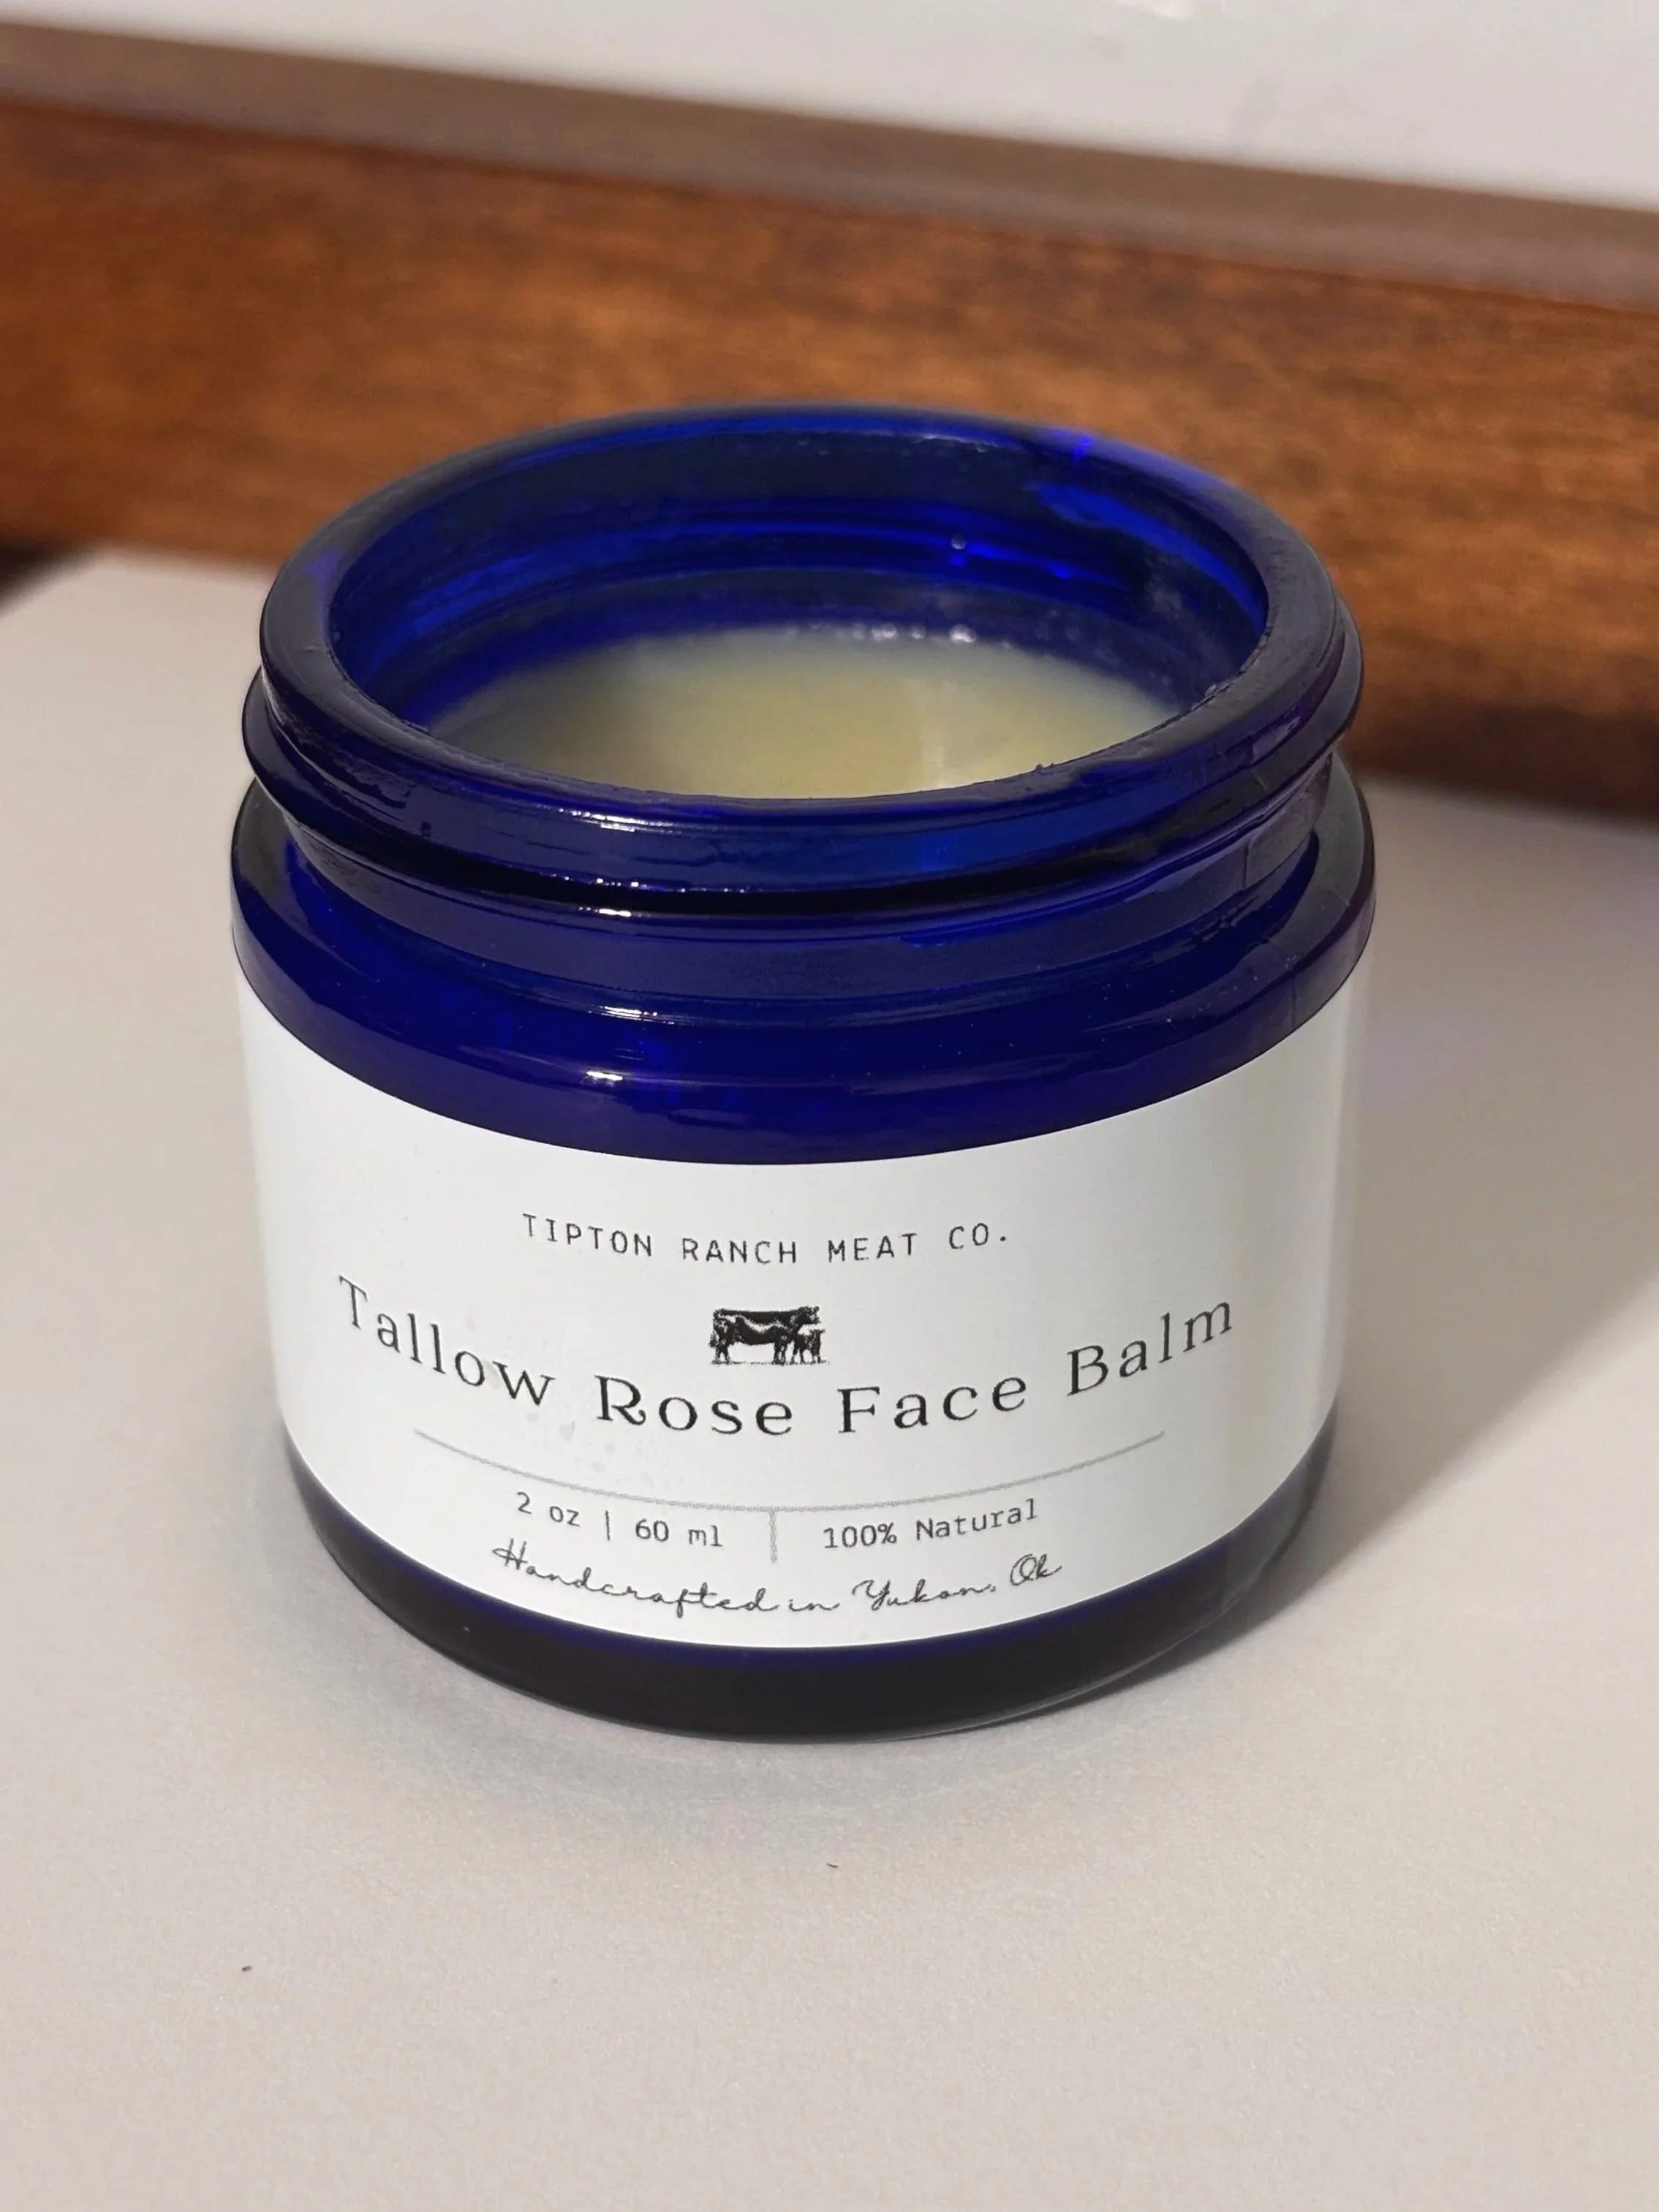 TIPTON RANCH MEAT CO.
Tallow Rose Face Balm
2 oz | 60 ml | 100% Natural
Handcrafted in Yukon, Ok